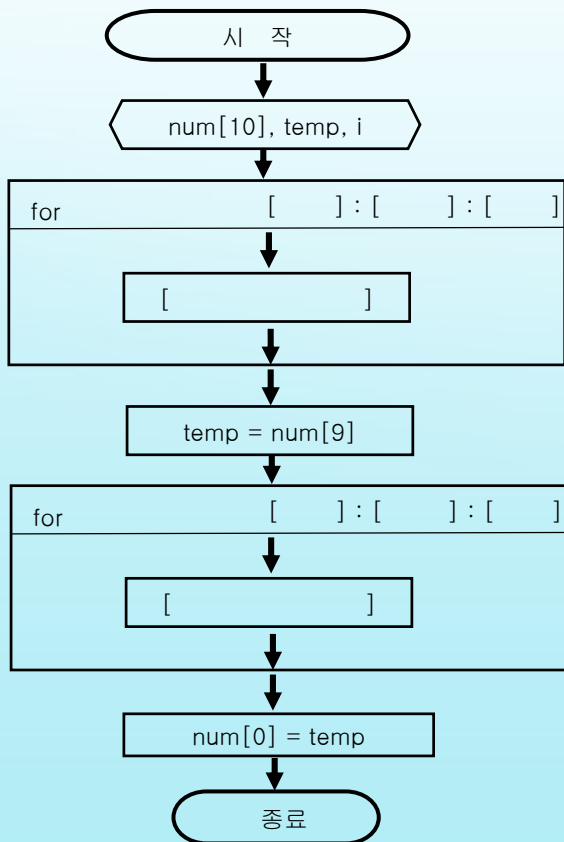 시 작
num[10], temp, i
for [ ] : [ ] : [ ]
[ ]
temp = num[9]
for [ ] : [ ] : [ ]
[ ]
num[0] = temp
종료